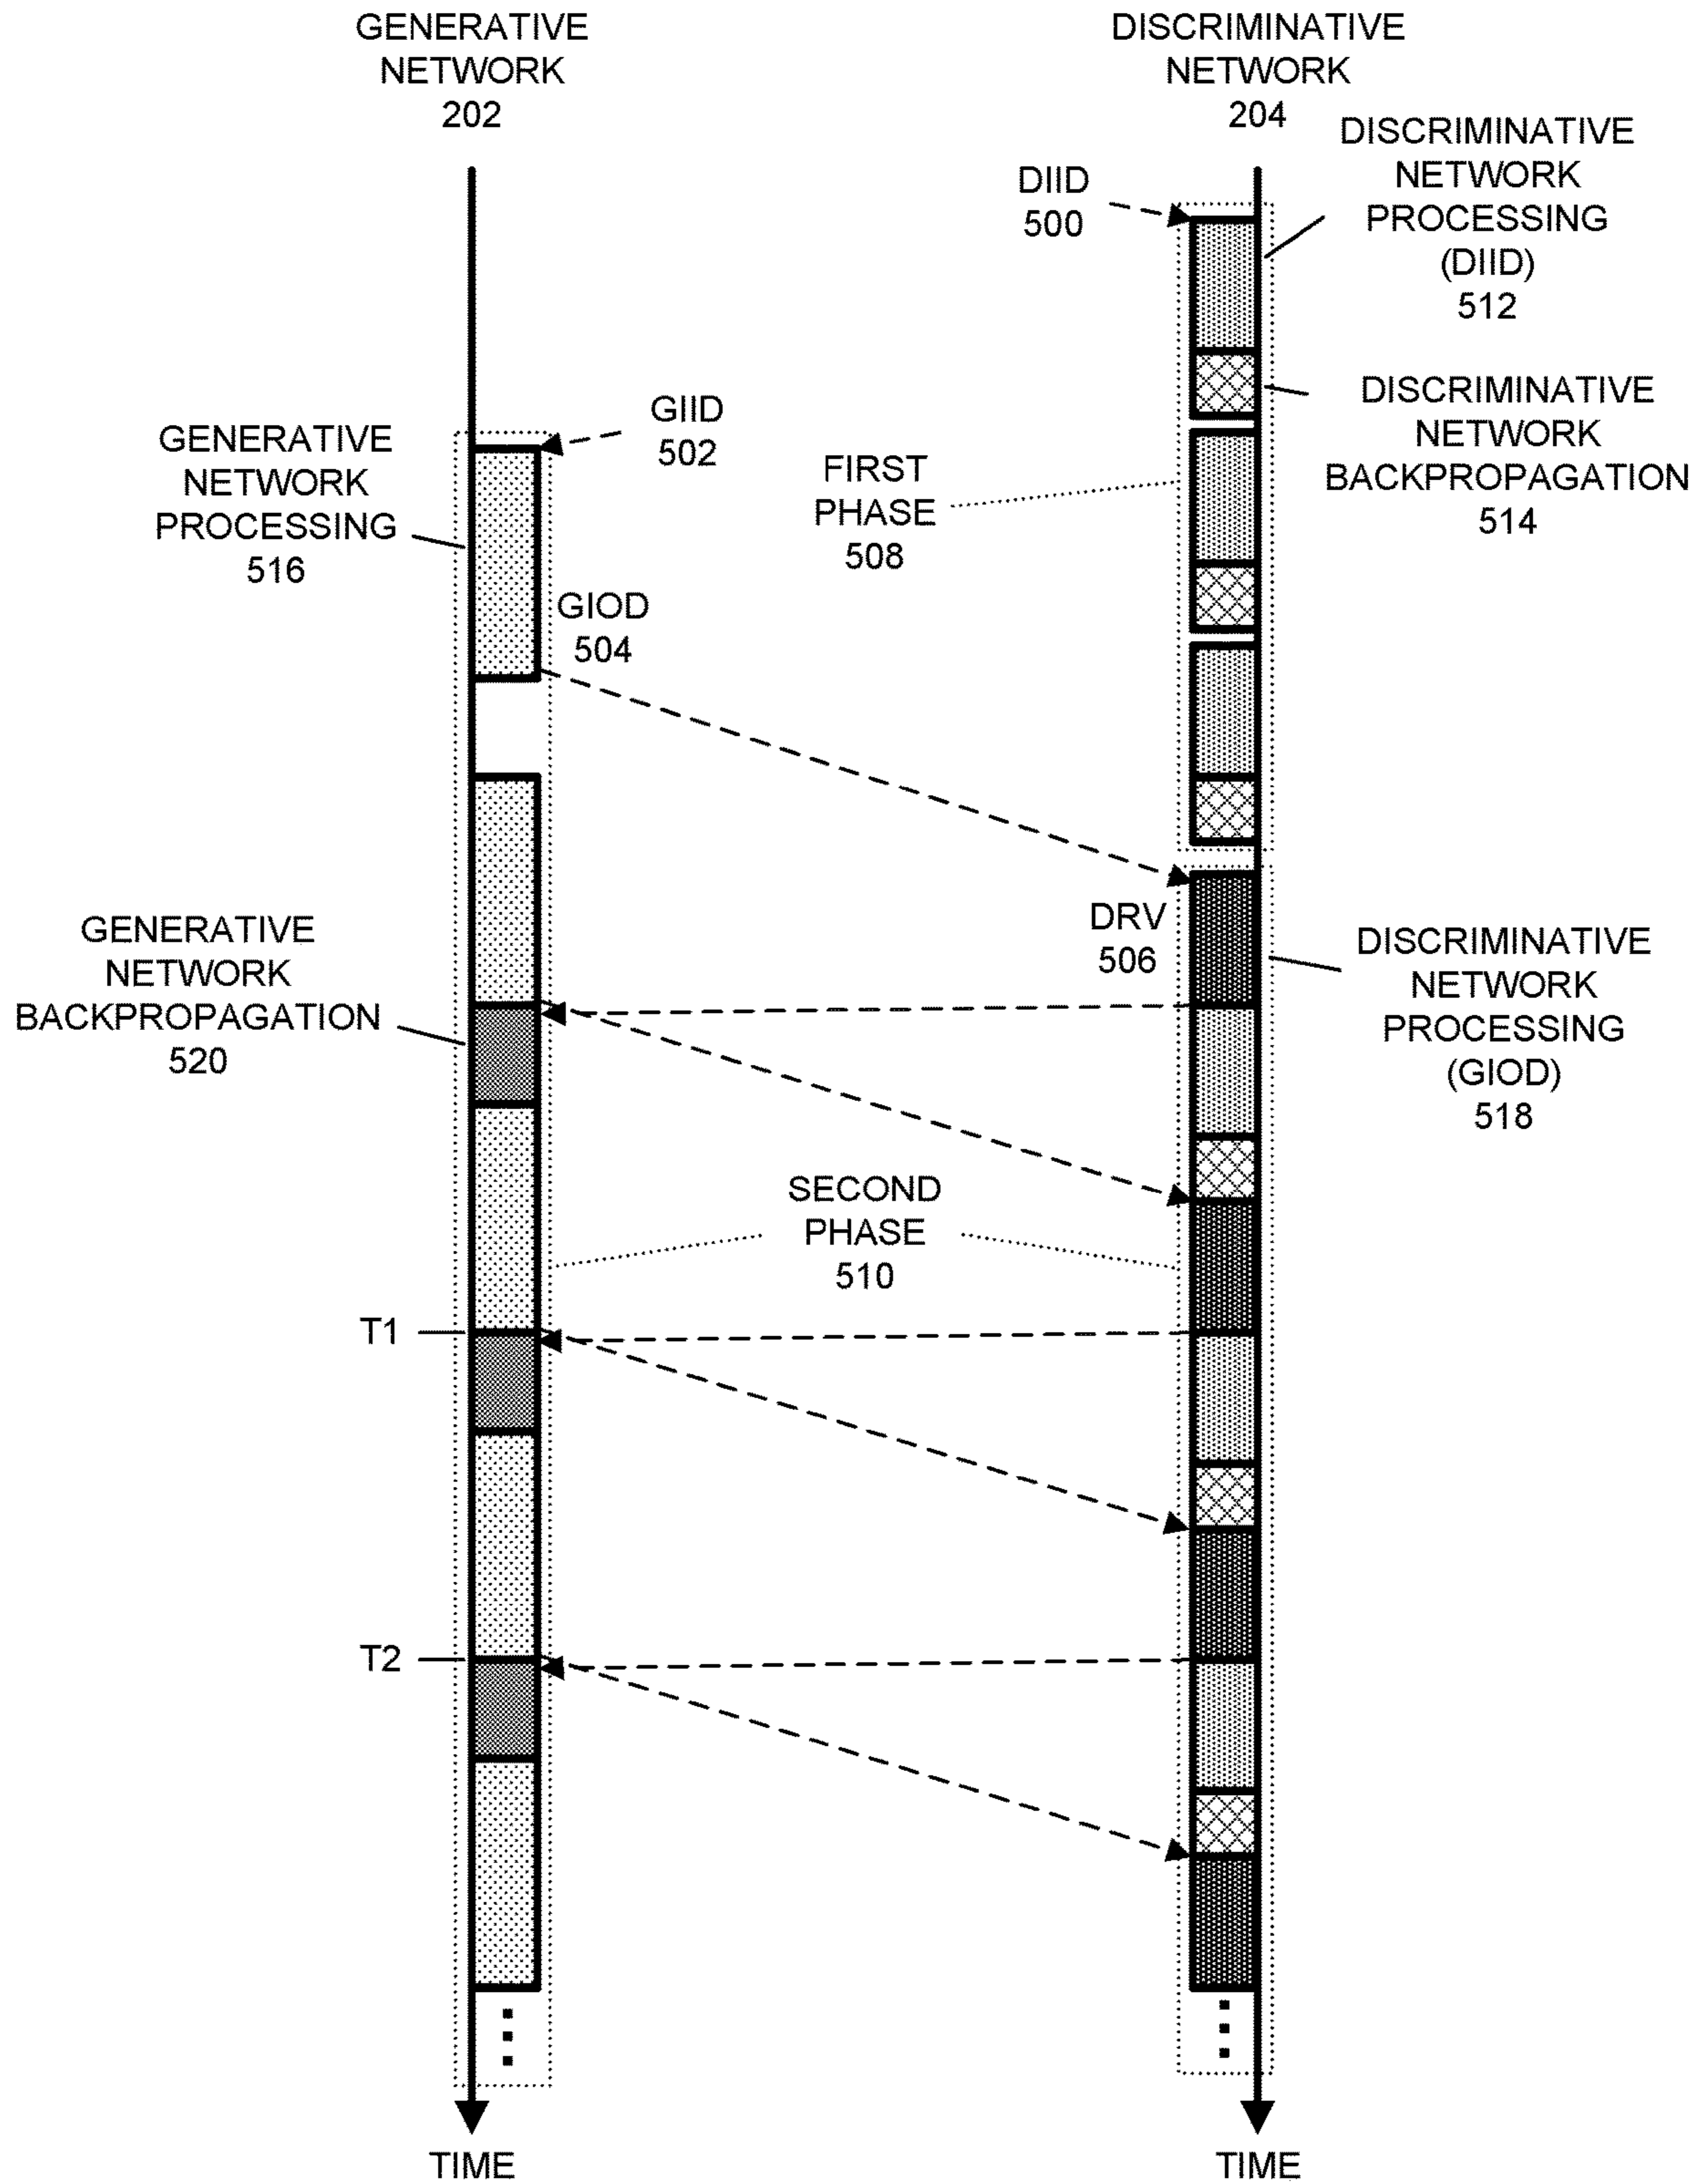 GENERATIVE
NETWORK
202
DISCRIMINATIVE
NETWORK
204
DISCRIMINATIVE
NETWORK
PROCESSING
(DIID)
512
DIID
500
DISCRIMINATIVE
NETWORK
BACKPROPAGATION
514
GIID
502
GENERATIVE
NETWORK
PROCESSING
516
FIRST
PHASE
508
GIOD
504
DRV
506
GENERATIVE
NETWORK
BACKPROPAGATION
520
DISCRIMINATIVE
NETWORK
PROCESSING
(GIOD)
518
SECOND
PHASE
510
T1
T2
TIME
TIME